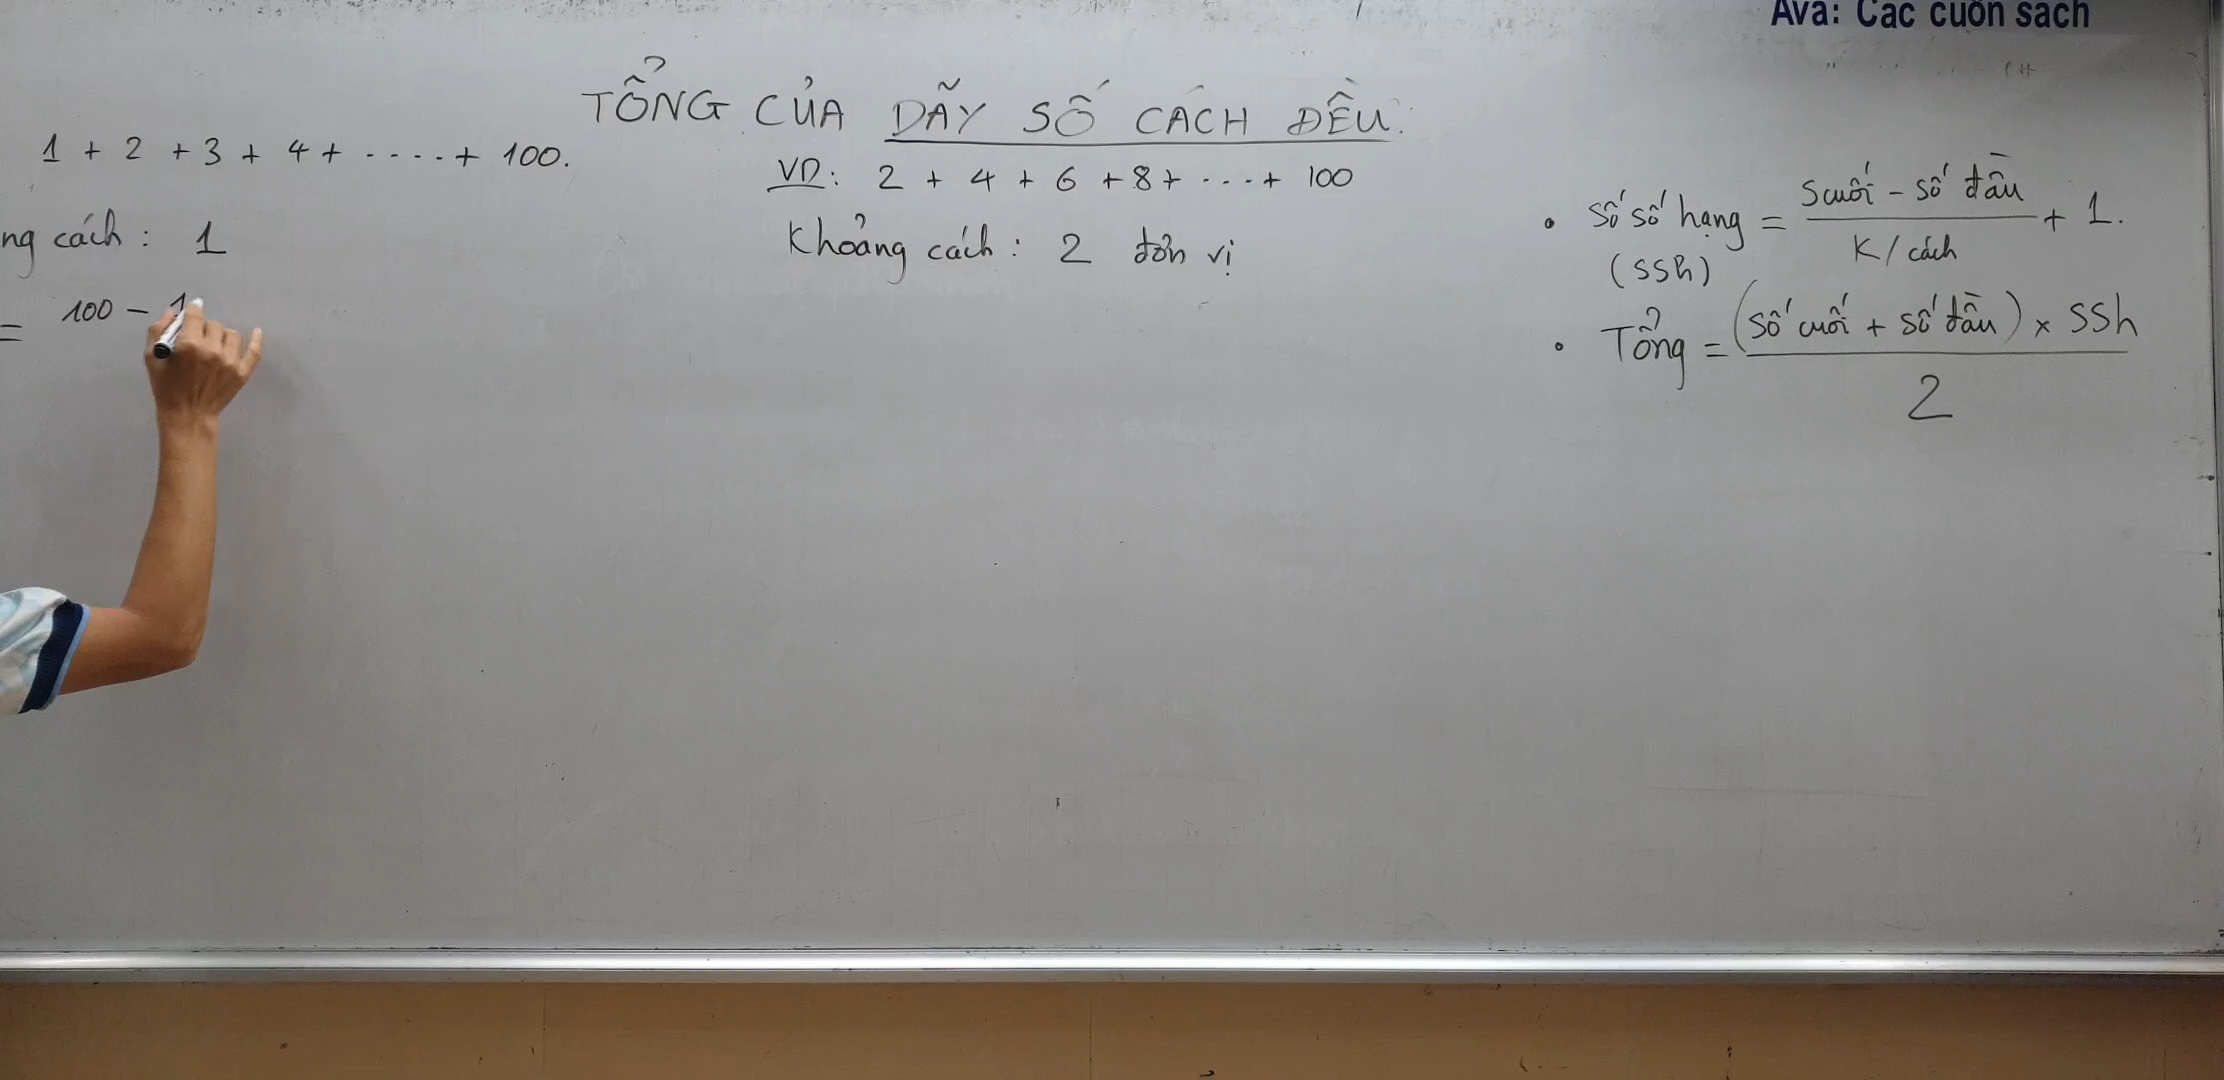 Ava: Các cuốn sách
TỔNG CỦA DÃY SỐ CÁCH ĐỀU.
1 + 2 + 3 + 4 + ....+ 100.
ng cách : 1
= 100 - 1
VD: 2 + 4 + 6 + 8 + ....+ 100
Khoảng cách : 2 đơn vị
• Số số hạng = Scuối - số đầu / K/cách + 1.
(SSh)
• Tổng = (Số cuối + số đầu) x SSh / 2